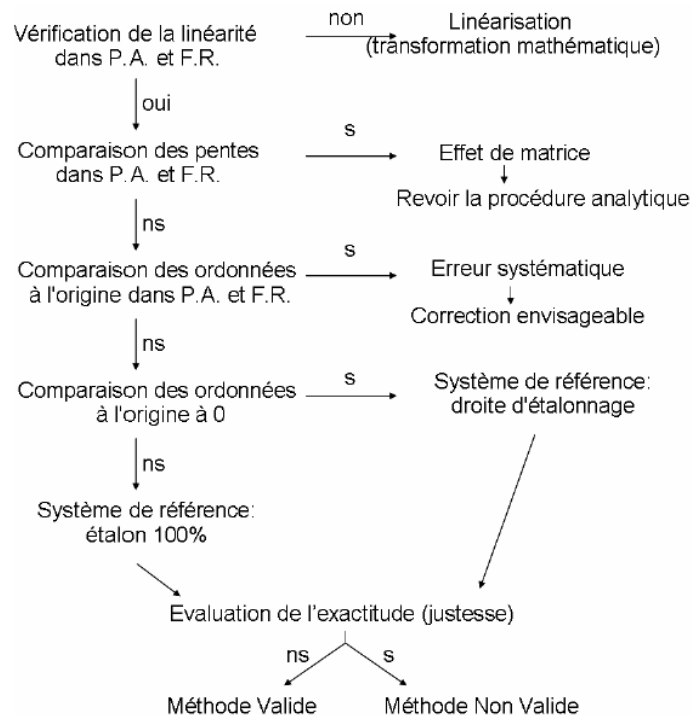 Vérification de la linéarité
dans P.A. et F.R.
non
Linéarisation
(transformation mathématique)
oui
Comparaison des pentes
dans P.A. et F.R.
s
Effet de matrice
Revoir la procédure analytique
ns
Comparaison des ordonnées
à l'origine dans P.A. et F.R.
s
Erreur systématique
Correction envisageable
ns
Comparaison des ordonnées
à l'origine à 0
s
Système de référence:
droite d'étalonnage
ns
Système de référence:
étalon 100%
Evaluation de l'exactitude (justesse)
ns
s
Méthode Valide
Méthode Non Valide